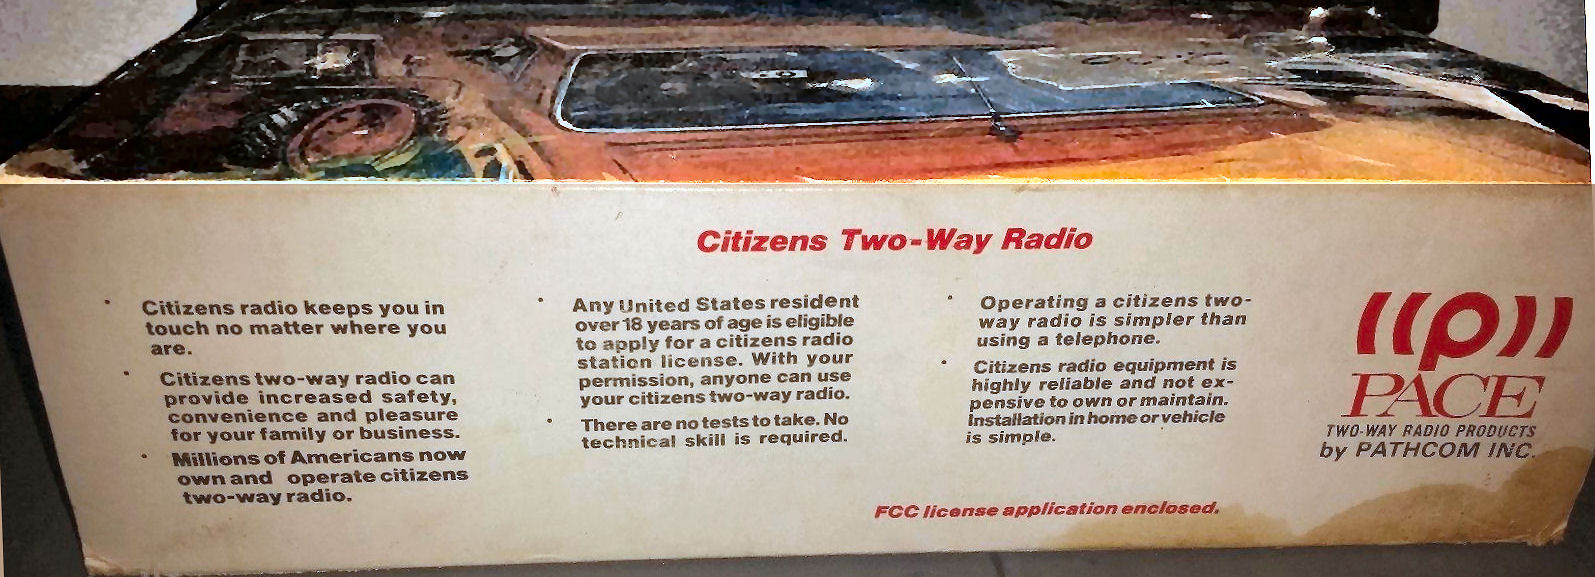 Citizens Two-Way Radio
• Citizens radio keeps you in
touch no matter where you
are.
• Citizens two-way radio can
provide increased safety,
convenience and pleasure
for your family or business.
• Millions of Americans now
own and operate citizens
two-way radio.
• Any United States resident
over 18 years of age is eligible
to apply for a citizens radio
station license. With your
permission, anyone can use
your citizens two-way radio.
• There are no tests to take. No
technical skill is required.
• Operating a citizens two-
way radio is simpler than
using a telephone.
• Citizens radio equipment is
highly reliable and not ex-
pensive to own or maintain.
Installation in home or vehicle
is simple.
FCC license application enclosed.
((p))
PACE
TWO-WAY RADIO PRODUCTS
by PATHCOM INC.